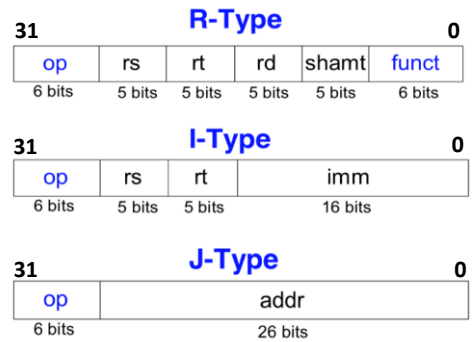 R-Type
31 0
op rs rt rd shamt funct
6 bits 5 bits 5 bits 5 bits 5 bits 6 bits
I-Type
31 0
op rs rt imm
6 bits 5 bits 5 bits 16 bits
J-Type
31 0
op addr
6 bits 26 bits